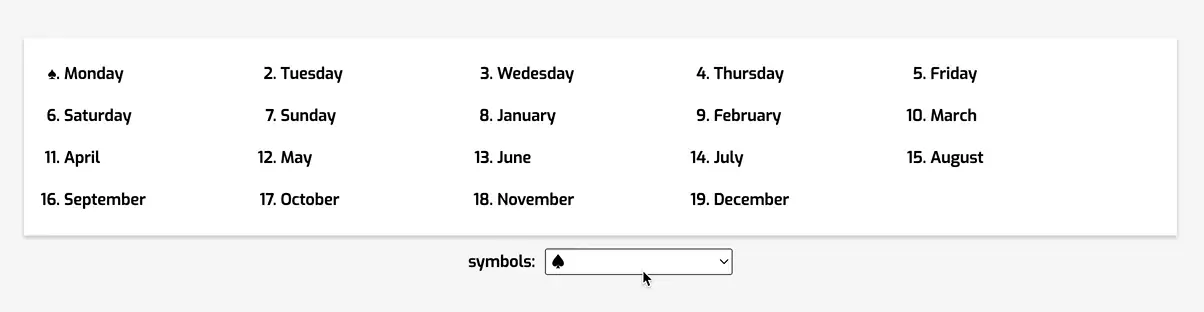 ♠. Monday 2. Tuesday 3. Wedesday 4. Thursday 5. Friday
6. Saturday 7. Sunday 8. January 9. February 10. March
11. April 12. May 13. June 14. July 15. August
16. September 17. October 18. November 19. December
symbols: ♠